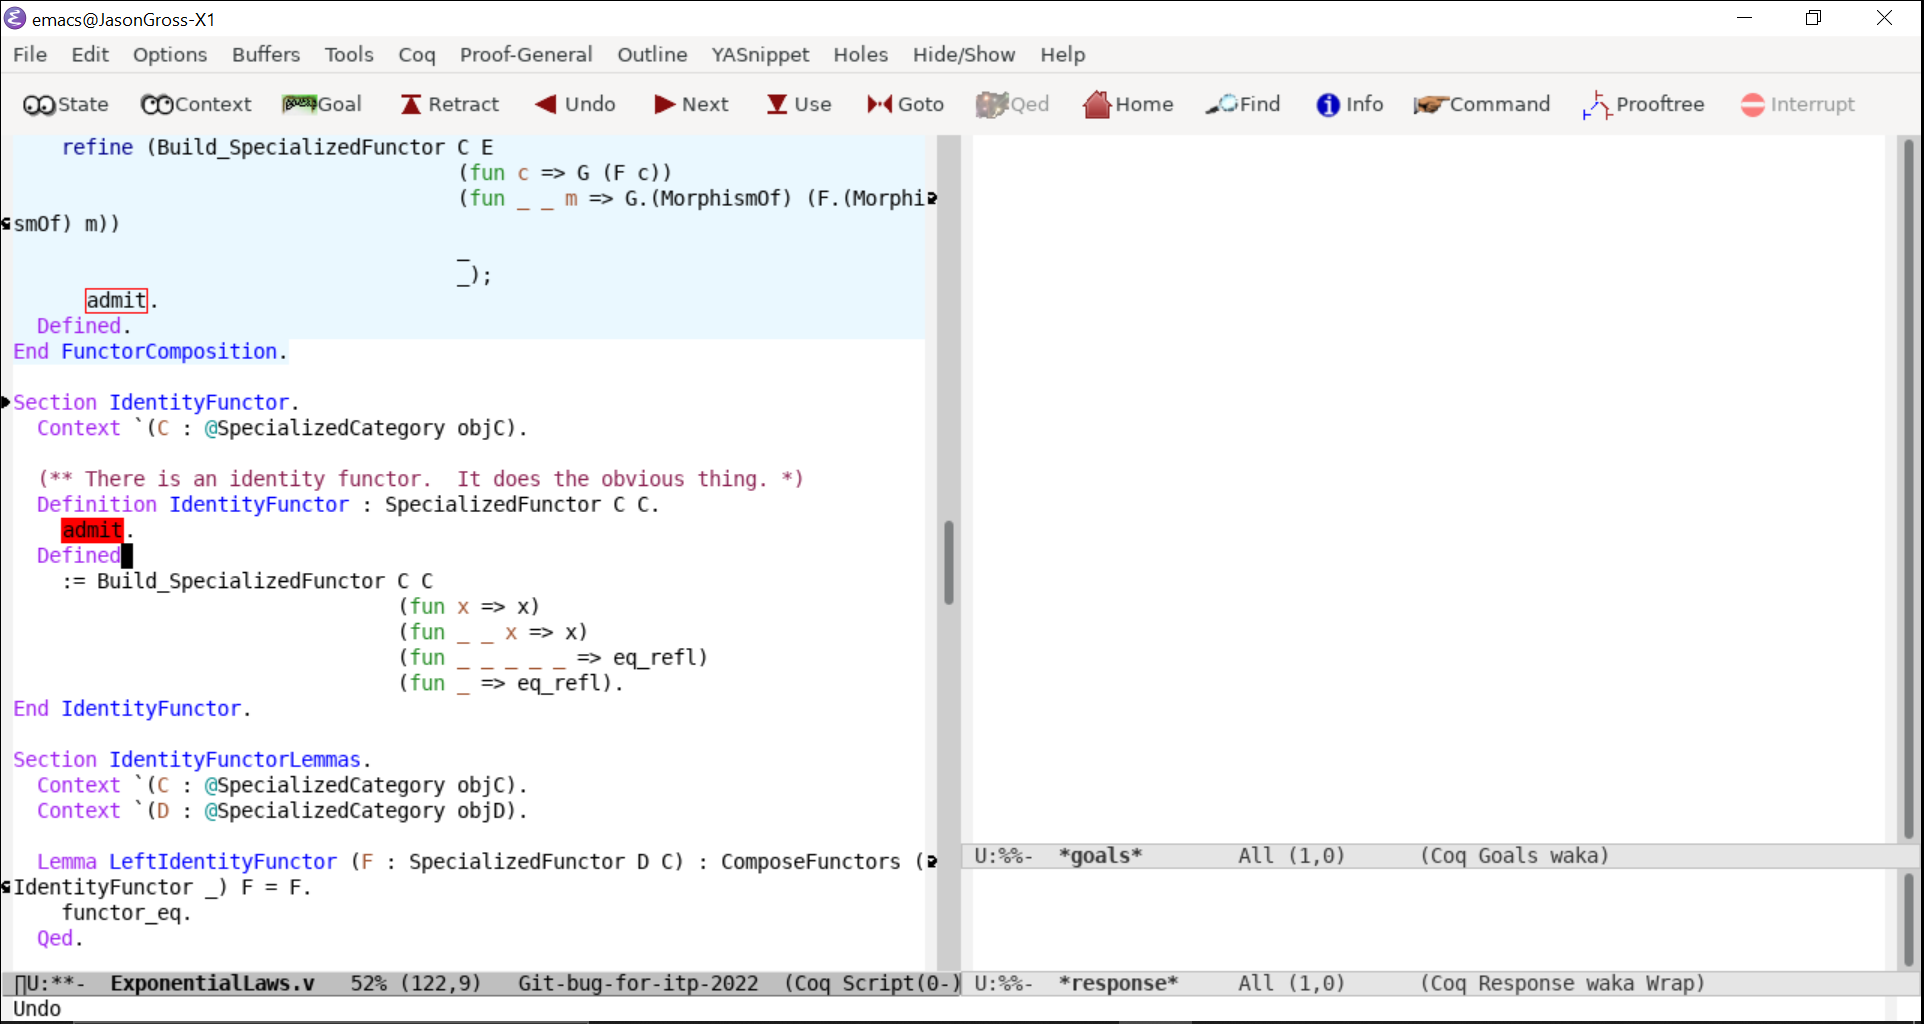 emacs@JasonGross-X1
File Edit Options Buffers Tools Coq Proof-General Outline YASnippet Holes Hide/Show Help
State Context Goal Retract Undo Next Use Goto Qed Home Find Info Command Prooftree Interrupt
refine (Build_SpecializedFunctor C E
(fun c => G (F c))
(fun _ _ m => G.(MorphismOf) (F.(Morphi
smOf) m))
_
_);
admit.
Defined.
End FunctorComposition.
Section IdentityFunctor.
Context `(C : @SpecializedCategory objC).
(** There is an identity functor.  It does the obvious thing. *)
Definition IdentityFunctor : SpecializedFunctor C C.
admit.
Defined
:= Build_SpecializedFunctor C C
(fun x => x)
(fun _ _ x => x)
(fun _ _ _ _ _ => eq_refl)
(fun _ => eq_refl).
End IdentityFunctor.
Section IdentityFunctorLemmas.
Context `(C : @SpecializedCategory objC).
Context `(D : @SpecializedCategory objD).
Lemma LeftIdentityFunctor (F : SpecializedFunctor D C) : ComposeFunctors (
IdentityFunctor _) F = F.
functor_eq.
Qed.
U:**-  ExponentialLaws.v   52% (122,9)   Git-bug-for-itp-2022  (Coq Script(0-)
Undo
U:%%-  *goals*        All (1,0)      (Coq Goals waka)
U:%%-  *response*     All (1,0)      (Coq Response waka Wrap)